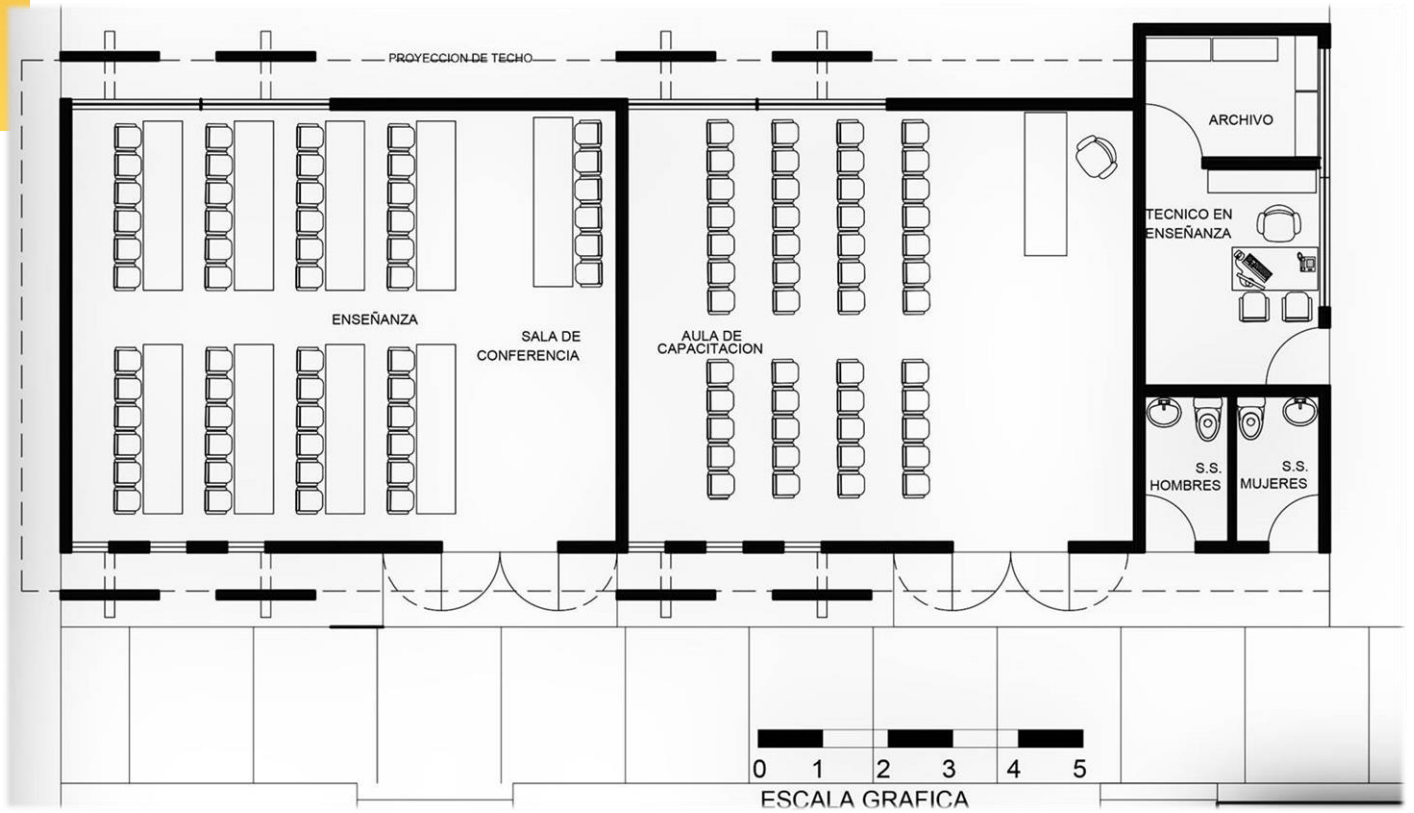 PROYECCION DE TECHO
ARCHIVO
TECNICO EN
ENSEÑANZA
ENSEÑANZA
SALA DE
CONFERENCIA
AULA DE
CAPACITACION
S.S.
HOMBRES
S.S.
MUJERES
0 1 2 3 4 5
ESCALA GRAFICA